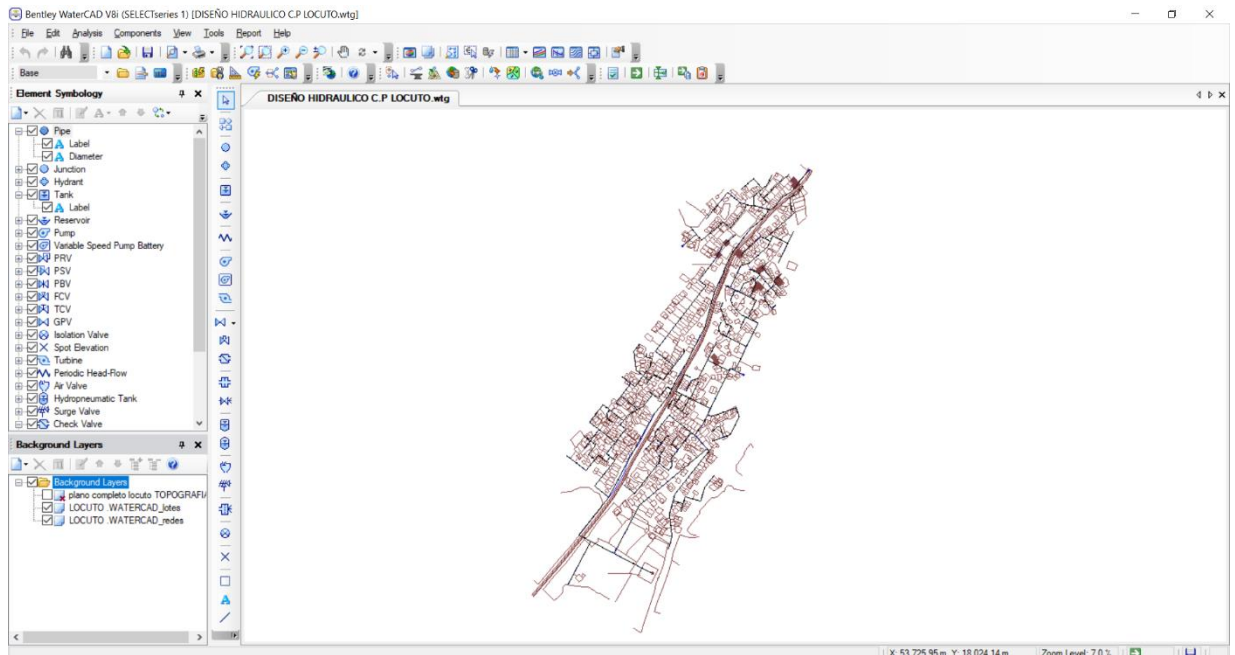 Bentley WaterCAD V8i (SELECTseries 1) [DISEÑO HIDRAULICO C.P LOCUTO.wtg]
File Edit Analysis Components View Tools Report Help
Base
Element Symbology
DISEÑO HIDRAULICO C.P LOCUTO.wtg
Pipe
A Label
A Diameter
Junction
Hydrant
Tank
A Label
Reservoir
Pump
Variable Speed Pump Battery
PRV
PSV
PBV
FCV
TCV
GPV
Isolation Valve
Spot Elevation
Turbine
Periodic Head-Flow
Air Valve
Hydropneumatic Tank
Surge Valve
Check Valve
Background Layers
Background Layers
plano completo locuto TOPOGRAFI
LOCUTO .WATERCAD_lotes
LOCUTO .WATERCAD_redes
X: 53,725.95 m, Y: 18,024.14 m Zoom Level: 7.0 %